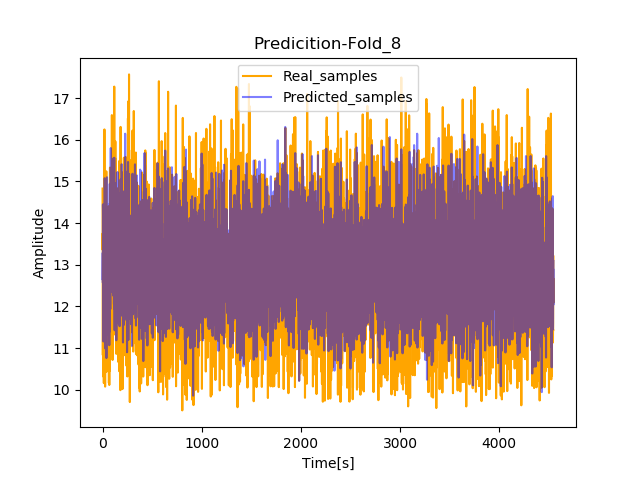 Predicition-Fold_8
Real_samples
Predicted_samples
17
16
15
14
13
12
11
10
Amplitude
0
1000
2000
3000
4000
Time[s]